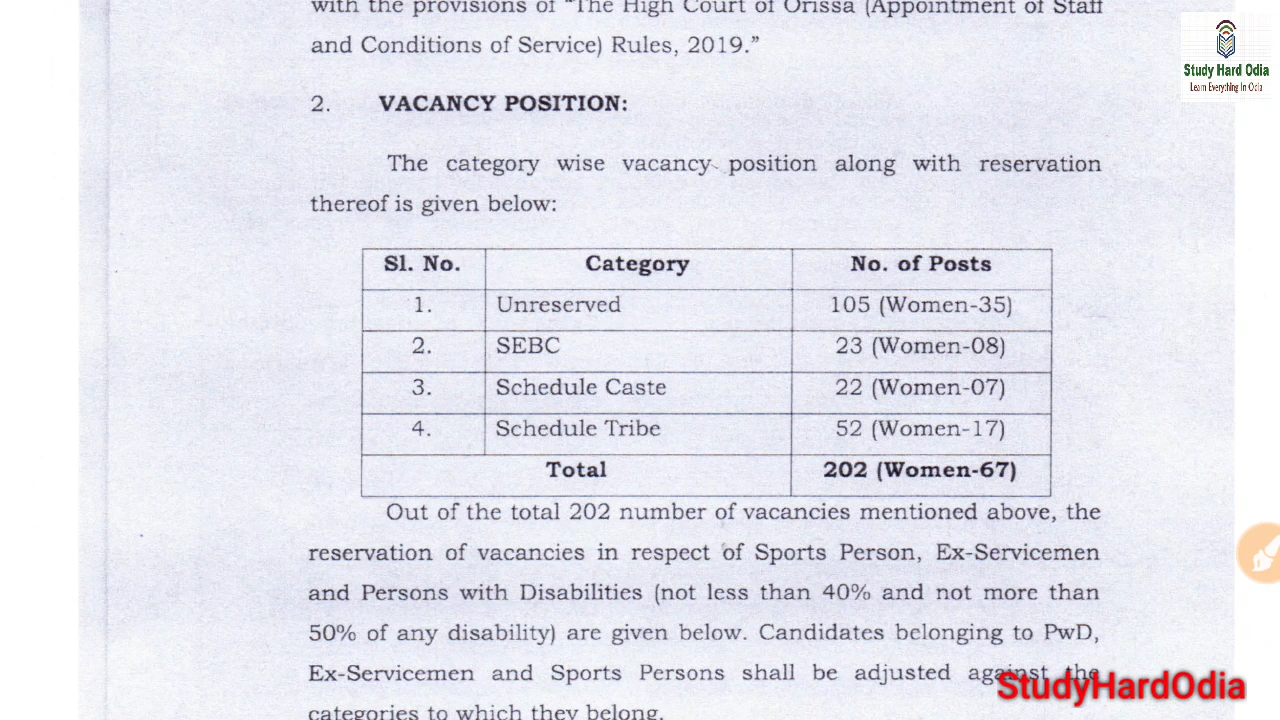 with the provisions of "The High Court of Orissa (Appointment of Staff
and Conditions of Service) Rules, 2019."
Study Hard Odia
Learn Everything In Odia
2. VACANCY POSITION:
The category wise vacancy position along with reservation
thereof is given below:
Sl. No. Category No. of Posts
1. Unreserved 105 (Women-35)
2. SEBC 23 (Women-08)
3. Schedule Caste 22 (Women-07)
4. Schedule Tribe 52 (Women-17)
Total 202 (Women-67)
Out of the total 202 number of vacancies mentioned above, the
reservation of vacancies in respect of Sports Person, Ex-Servicemen
and Persons with Disabilities (not less than 40% and not more than
50% of any disability) are given below. Candidates belonging to PwD,
Ex-Servicemen and Sports Persons shall be adjusted against the
StudyHardOdia
categories to which they belong.